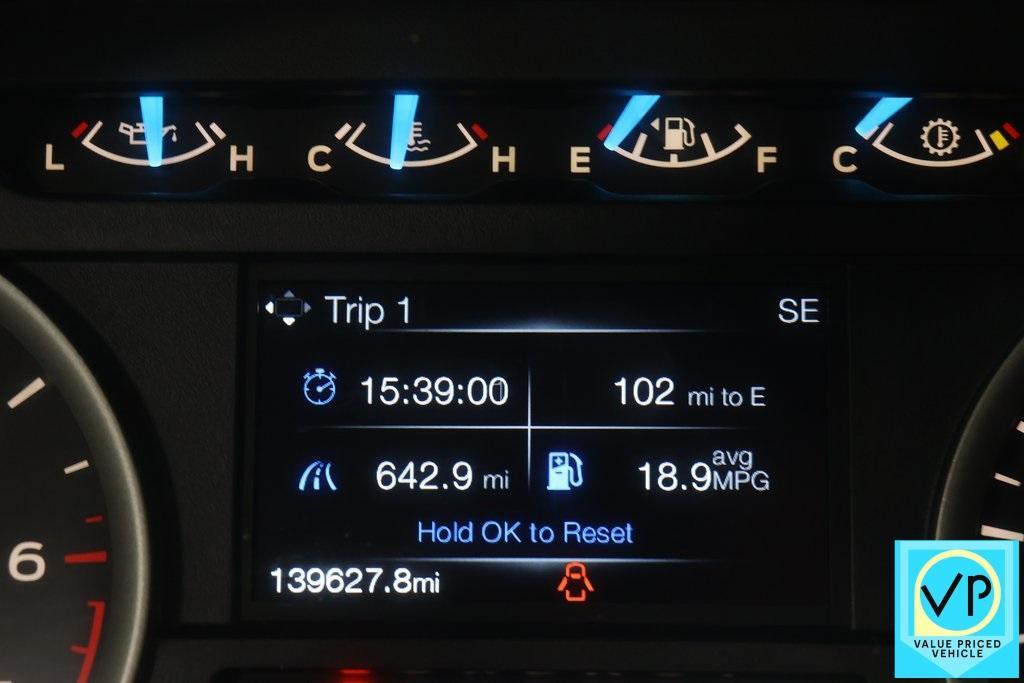 L H C H E F C
Trip 1 SE
15:39:00 102 mi to E
642.9 mi 18.9 avg MPG
Hold OK to Reset
139627.8mi
6
VP
VALUE PRICED
VEHICLE